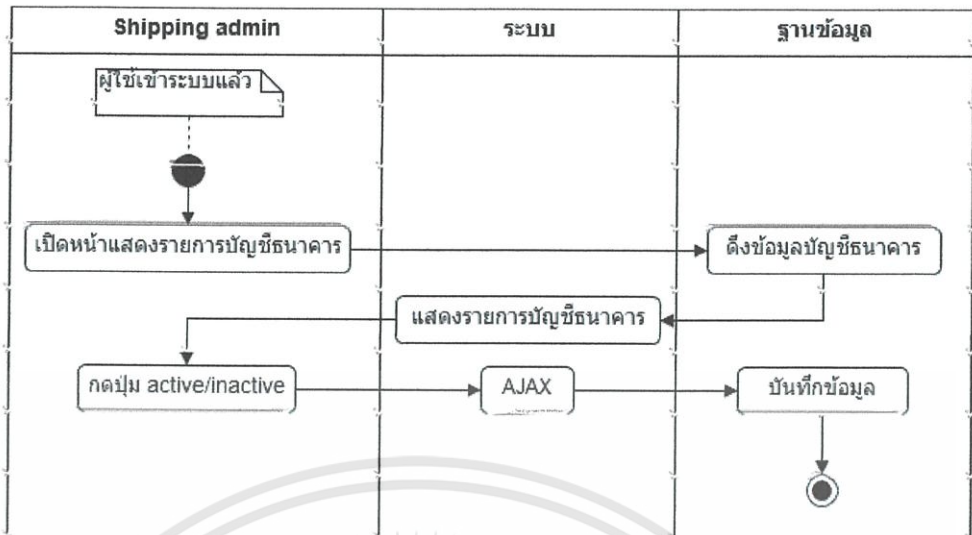 Shipping admin
ระบบ
ฐานข้อมูล
ผู้ใช้เข้าระบบแล้ว
เปิดหน้าแสดงรายการบัญชีธนาคาร
ดึงข้อมูลบัญชีธนาคาร
แสดงรายการบัญชีธนาคาร
กดปุ่ม active/inactive
AJAX
บันทึกข้อมูล